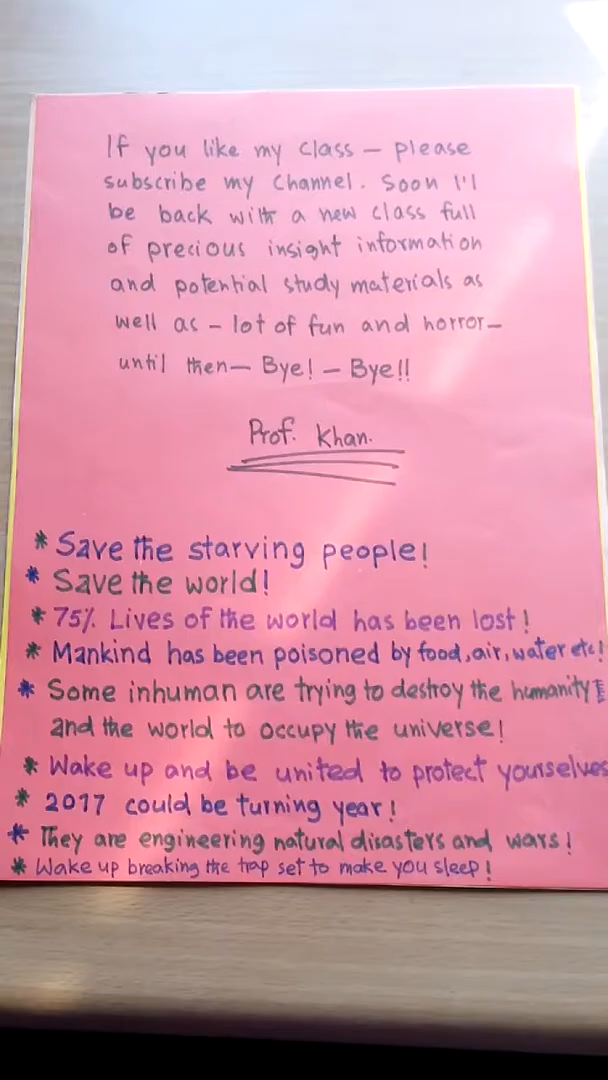 If you like my class – please
subscribe my Channel. Soon I'll
be back with a new class full
of precious insight information
and potential study materials as
well as – lot of fun and horror–
until then– Bye! – Bye!!
Prof. Khan.
* Save the starving people!
* Save the world!
* 75% Lives of the world has been lost!
* Mankind has been poisoned by food, air, water etc!
* Some inhuman are trying to destroy the humanity
and the world to occupy the universe!
* Wake up and be united to protect yourselves
* 2017 could be turning year!
* They are engineering natural disasters and wars!
* Wake up breaking the trap set to make you sleep!